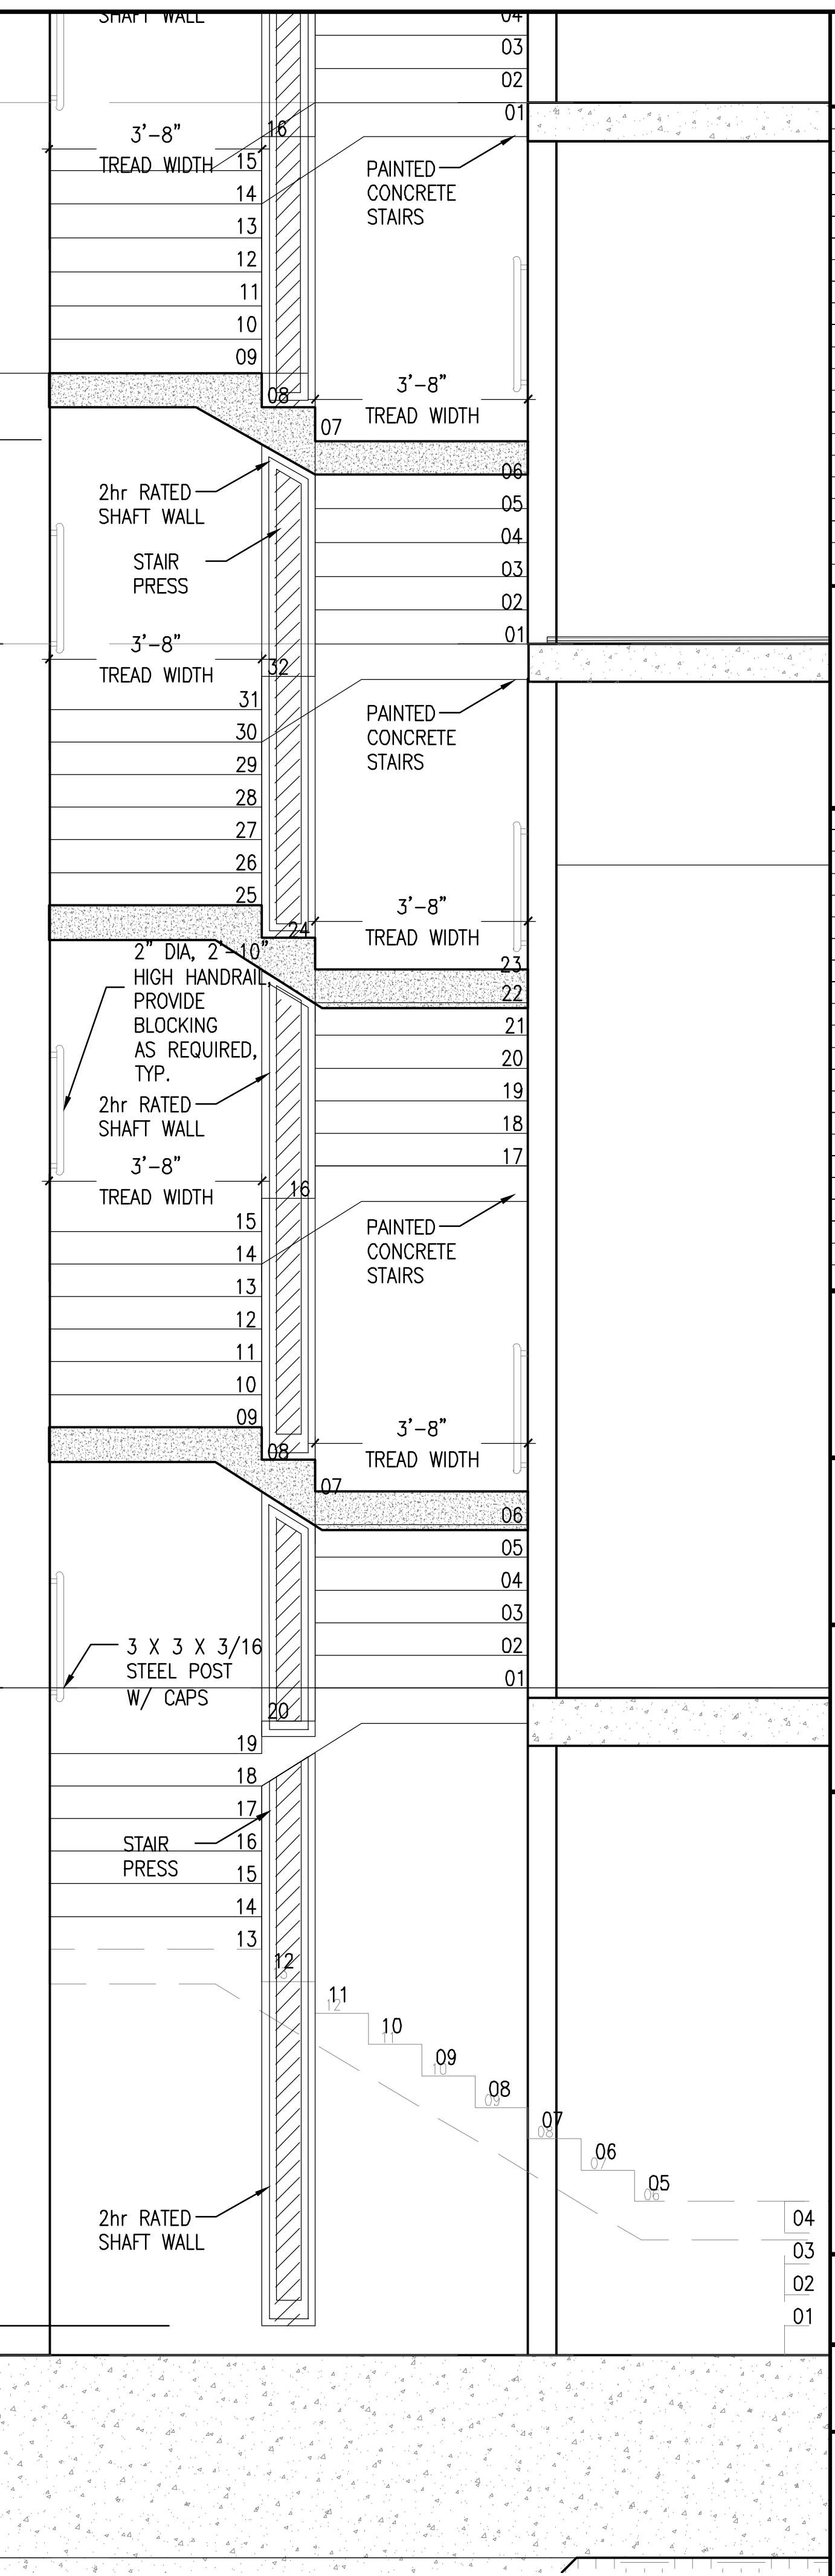 SHAFT WALL
04
03
02
01
3'-8"
TREAD WIDTH
16
15
14
13
12
11
10
09
PAINTED
CONCRETE
STAIRS
08
07
3'-8"
TREAD WIDTH
06
05
04
03
02
01
2hr RATED
SHAFT WALL
STAIR
PRESS
3'-8"
TREAD WIDTH
32
31
30
29
28
27
26
25
PAINTED
CONCRETE
STAIRS
24
3'-8"
TREAD WIDTH
23
22
21
20
19
18
17
2" DIA, 2'-10"
HIGH HANDRAIL,
PROVIDE
BLOCKING
AS REQUIRED,
TYP.
2hr RATED
SHAFT WALL
3'-8"
TREAD WIDTH
16
15
14
13
12
11
10
09
PAINTED
CONCRETE
STAIRS
08
07
3'-8"
TREAD WIDTH
06
05
04
03
02
01
3 X 3 X 3/16
STEEL POST
W/ CAPS
20
19
18
17
16
15
14
13
STAIR
PRESS
12
11
12
10
11
09
10
08
09
07
08
06
07
05
06
04
03
02
01
2hr RATED
SHAFT WALL